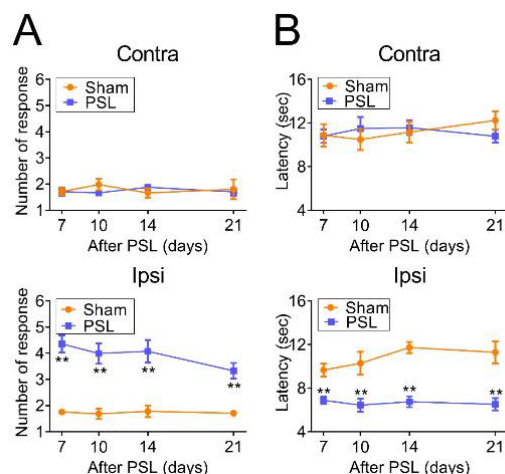 A
Contra
Sham
PSL
Number of response
6
5
4
3
2
1
7
10
14
21
After PSL (days)
Ipsi
Sham
PSL
Number of response
6
5
4
3
2
1
**
**
**
**
7
10
14
21
After PSL (days)
B
Contra
Sham
PSL
Latency (sec)
16
12
8
4
7
10
14
21
After PSL (days)
Ipsi
Sham
PSL
Latency (sec)
16
12
8
4
**
**
**
**
7
10
14
21
After PSL (days)